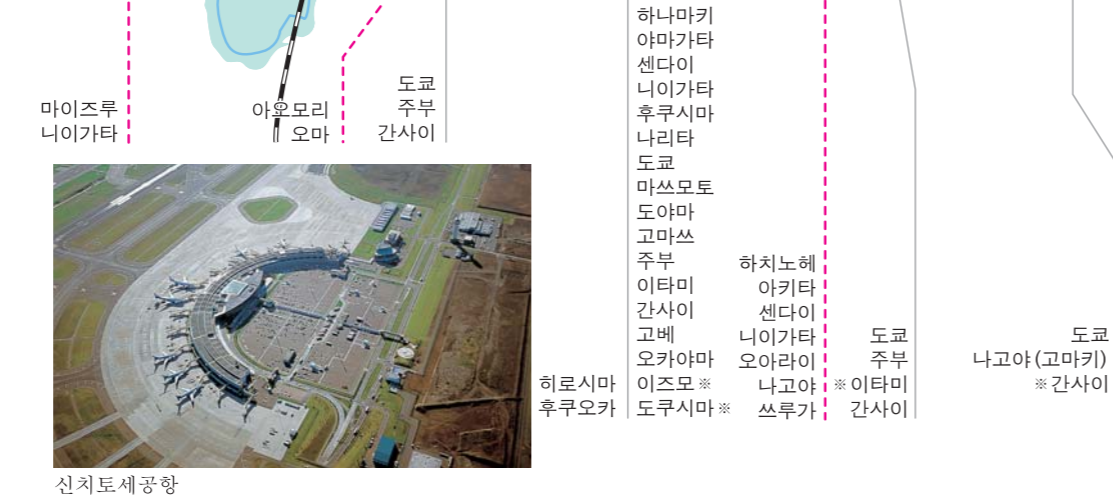 마이즈루
니이가타
아오모리
오마
도쿄
주부
간사이
신치토세공항
히로시마
후쿠오카
하나마키
야마가타
센다이
니이가타
후쿠시마
나리타
도쿄
마쓰모토
도야마
고마쓰
주부
이타미
간사이
고베
오카야마
이즈모※
도쿠시마※
하치노헤
아키타
센다이
니이가타
오아라이
나고야
쓰루가
도쿄
주부
※이타미
간사이
도쿄
나고야 (고마키)
※간사이